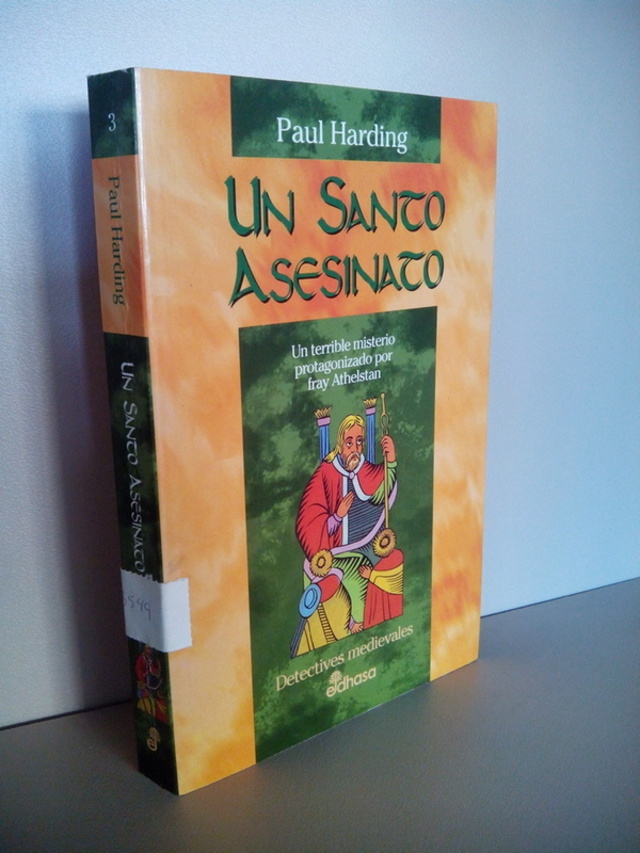 3
Paul Harding
UN SANTO ASESINATO
Paul Harding
UN SANTO
ASESINATO
Un terrible misterio
protagonizado por
fray Athelstan
Detectives medievales
edhasa